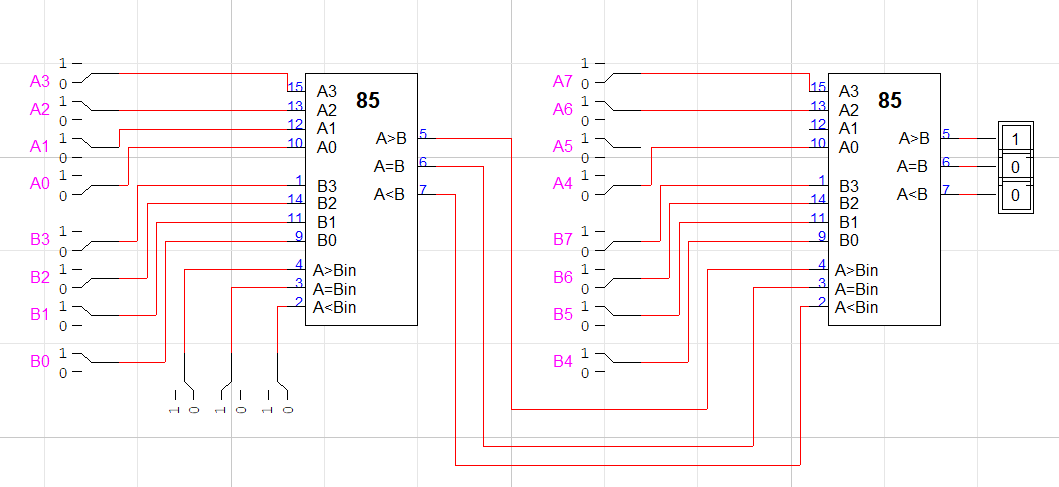 A3 1 0
A2 1 0
A1 1 0
A0 1 0
B3 1 0
B2 1 0
B1 1 0
B0 1 0
1 0 1 0 1 0
85
15 A3
13 A2
12 A1
10 A0
1 B3
14 B2
11 B1
9 B0
4 A>Bin
3 A=Bin
2 A<Bin
A>B 5
A=B 6
A<B 7
A7 1 0
A6 1 0
A5 1 0
A4 1 0
B7 1 0
B6 1 0
B5 1 0
B4 1 0
85
15 A3
13 A2
12 A1
10 A0
1 B3
14 B2
11 B1
9 B0
4 A>Bin
3 A=Bin
2 A<Bin
A>B 5 1
A=B 6 0
A<B 7 0